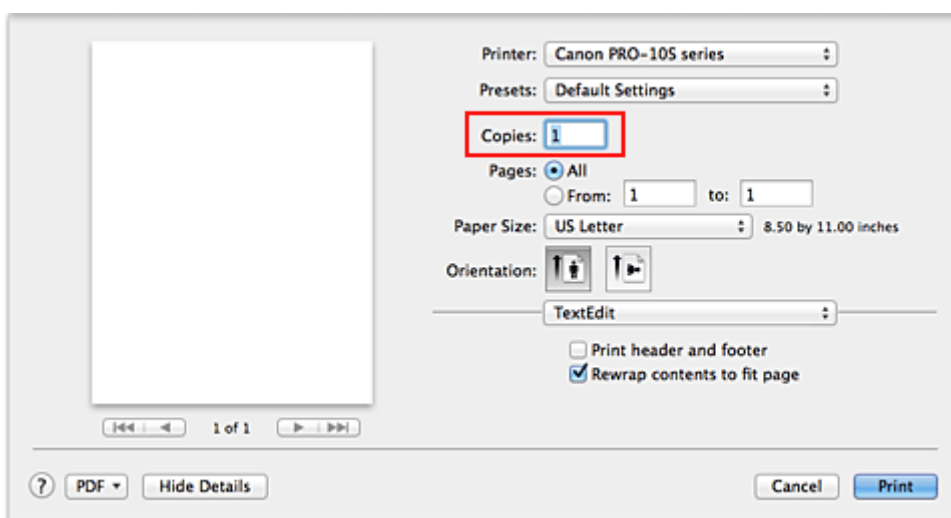 Printer: Canon PRO-10S series
Presets: Default Settings
Copies: 1
Pages: All
From: 1 to: 1
Paper Size: US Letter 8.50 by 11.00 inches
Orientation:
TextEdit
Print header and footer
Rewrap contents to fit page
1 of 1
? PDF Hide Details Cancel Print